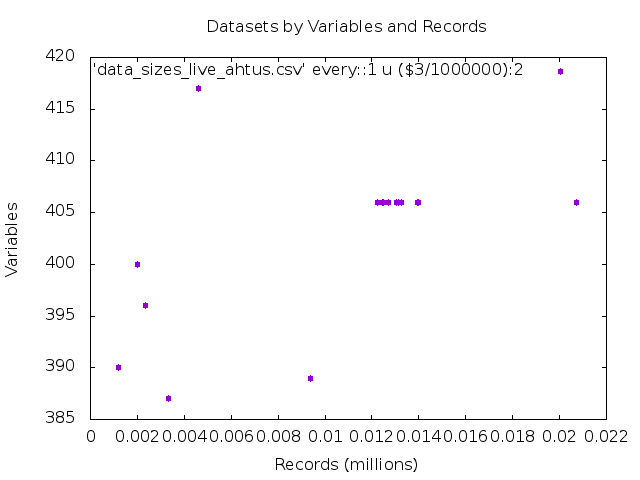 Datasets by Variables and Records
'data_sizes_live_ahtus.csv' every::1 u ($3/1000000):2
420
415
410
405
400
395
390
385
Variables
0 0.002 0.004 0.006 0.008 0.01 0.012 0.014 0.016 0.018 0.02 0.022
Records (millions)